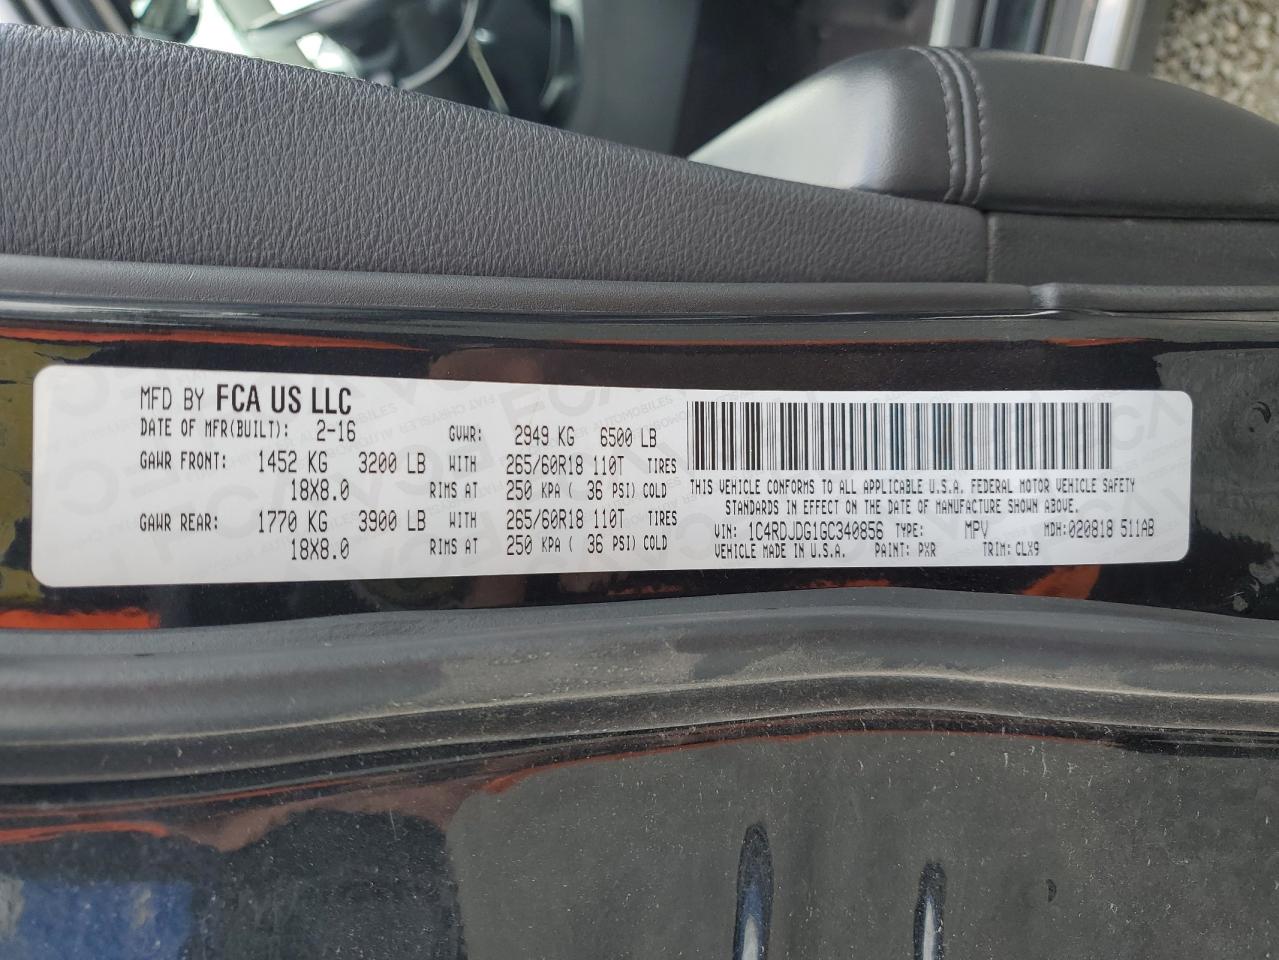 MFD BY FCA US LLC
DATE OF MFR(BUILT): 2-16 GVWR: 2949 KG 6500 LB
GAWR FRONT: 1452 KG 3200 LB WITH 265/60R18 110T TIRES
18X8.0 RIMS AT 250 KPA ( 36 PSI) COLD
GAWR REAR: 1770 KG 3900 LB WITH 265/60R18 110T TIRES
18X8.0 RIMS AT 250 KPA ( 36 PSI) COLD
THIS VEHICLE CONFORMS TO ALL APPLICABLE U.S.A. FEDERAL MOTOR VEHICLE SAFETY
STANDARDS IN EFFECT ON THE DATE OF MANUFACTURE SHOWN ABOVE.
VIN: 1C4RDJDG1GC340856 TYPE: MPV MDH:020818 511AB
VEHICLE MADE IN U.S.A. PAINT: PXR TRIM: CLX9